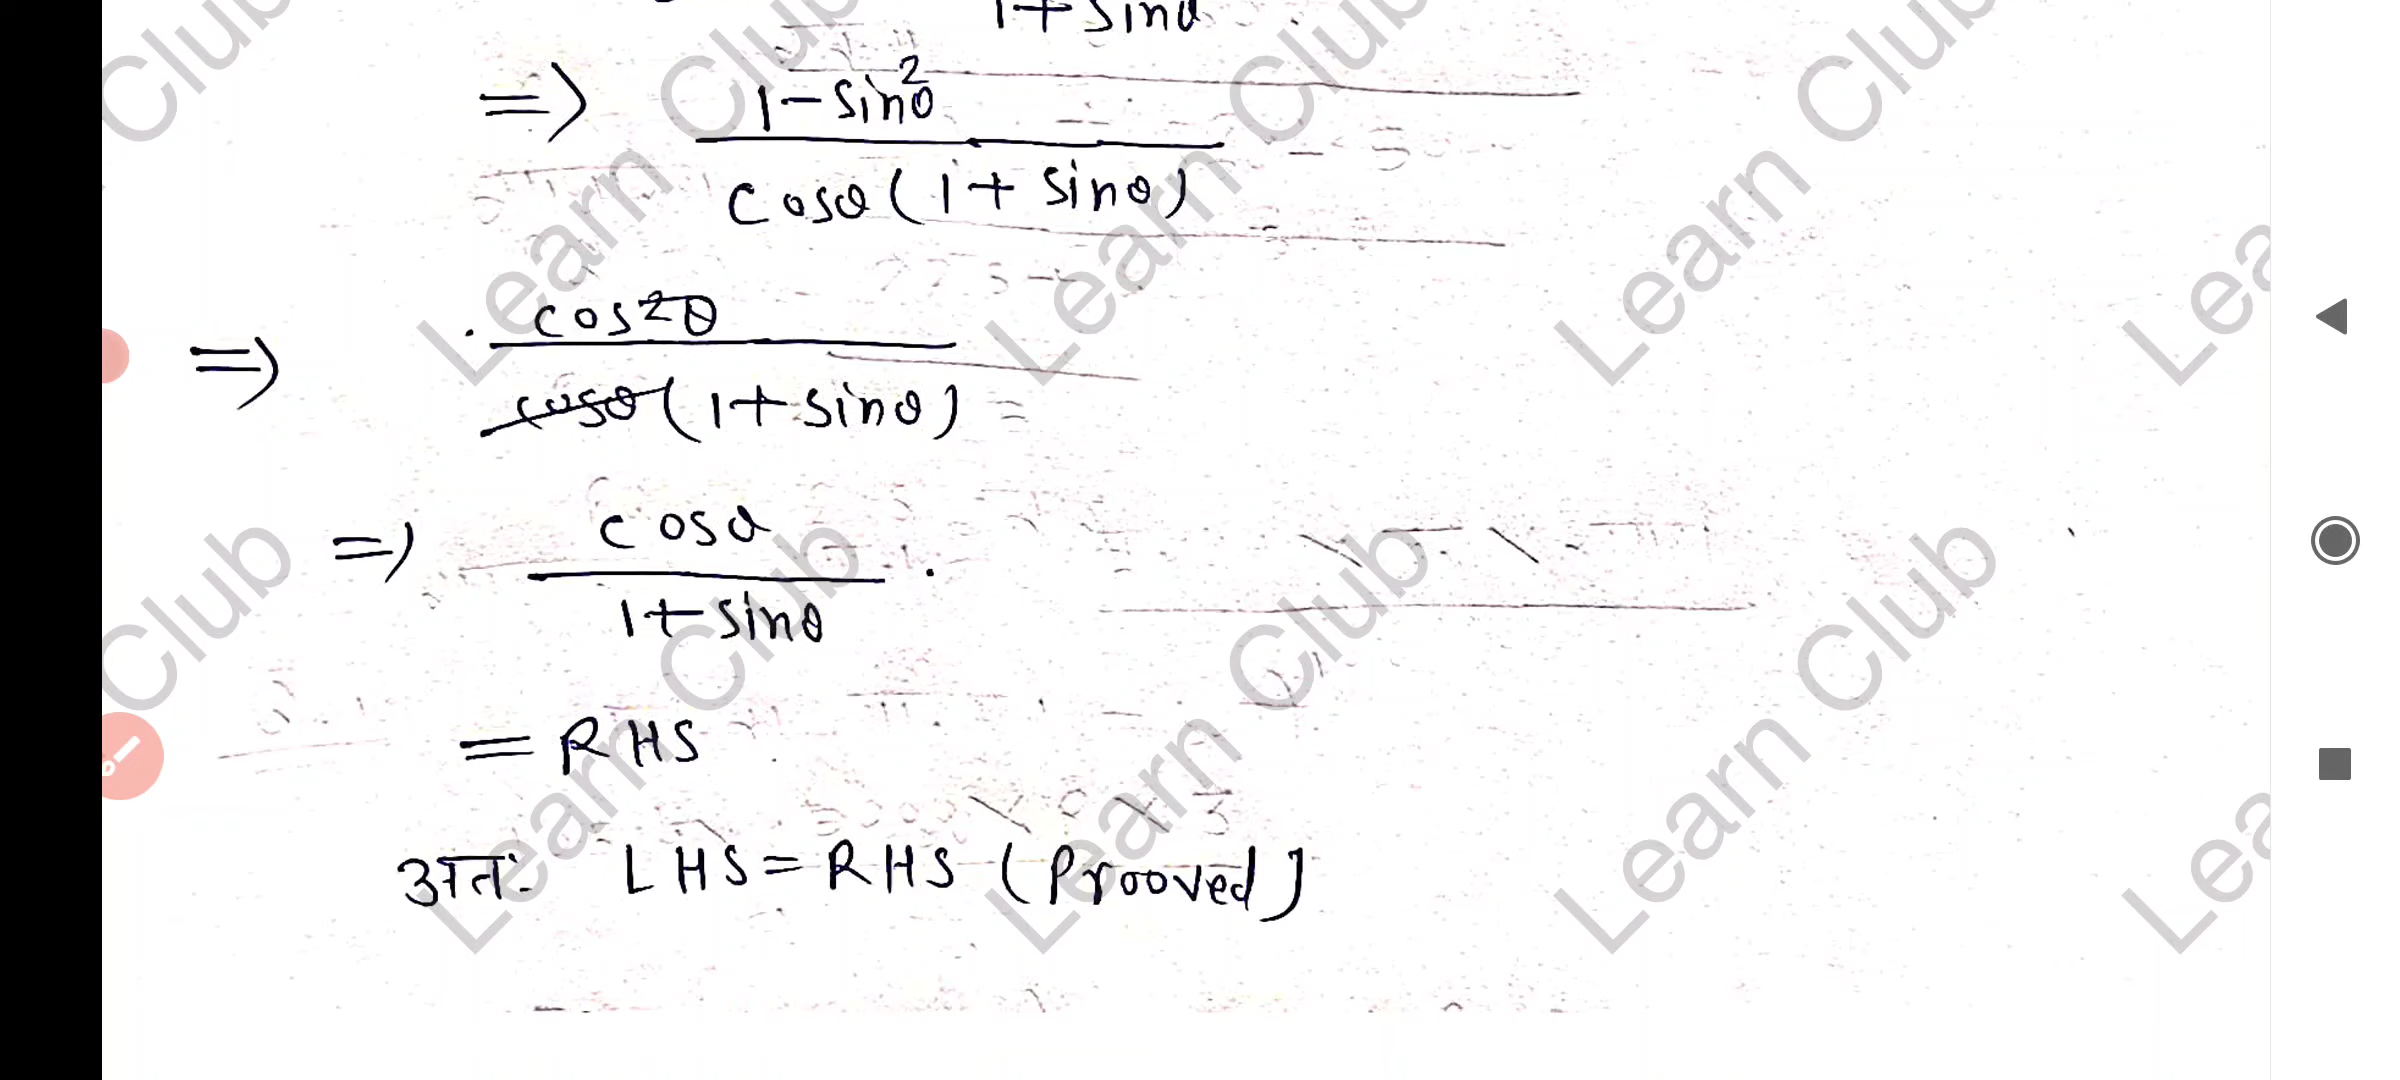 1 + sinθ
=> 1 - sin²θ
cosθ (1 + sinθ)
=> cos²θ
cosθ (1 + sinθ) =
=> cosθ
1 + sinθ
= RHS
अतः LHS = RHS (Prooved)
Learn Club